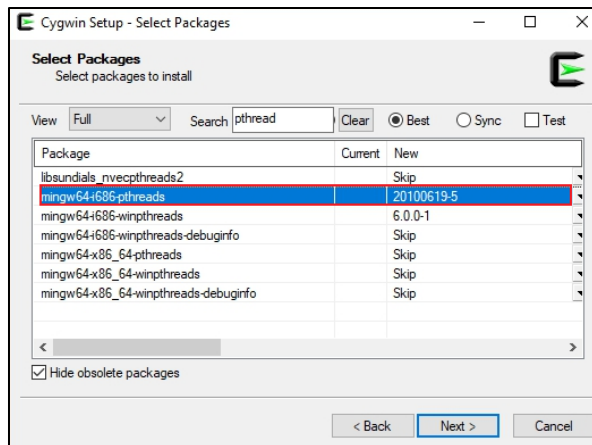 Cygwin Setup - Select Packages
Select Packages
Select packages to install
View Full Search pthread Clear Best Sync Test
Package Current New
libsundials_nvecpthreads2 Skip
mingw64-i686-pthreads 20100619-5
mingw64-i686-winpthreads 6.0.0-1
mingw64-i686-winpthreads-debuginfo Skip
mingw64-x86_64-pthreads Skip
mingw64-x86_64-winpthreads Skip
mingw64-x86_64-winpthreads-debuginfo Skip
Hide obsolete packages
< Back Next > Cancel